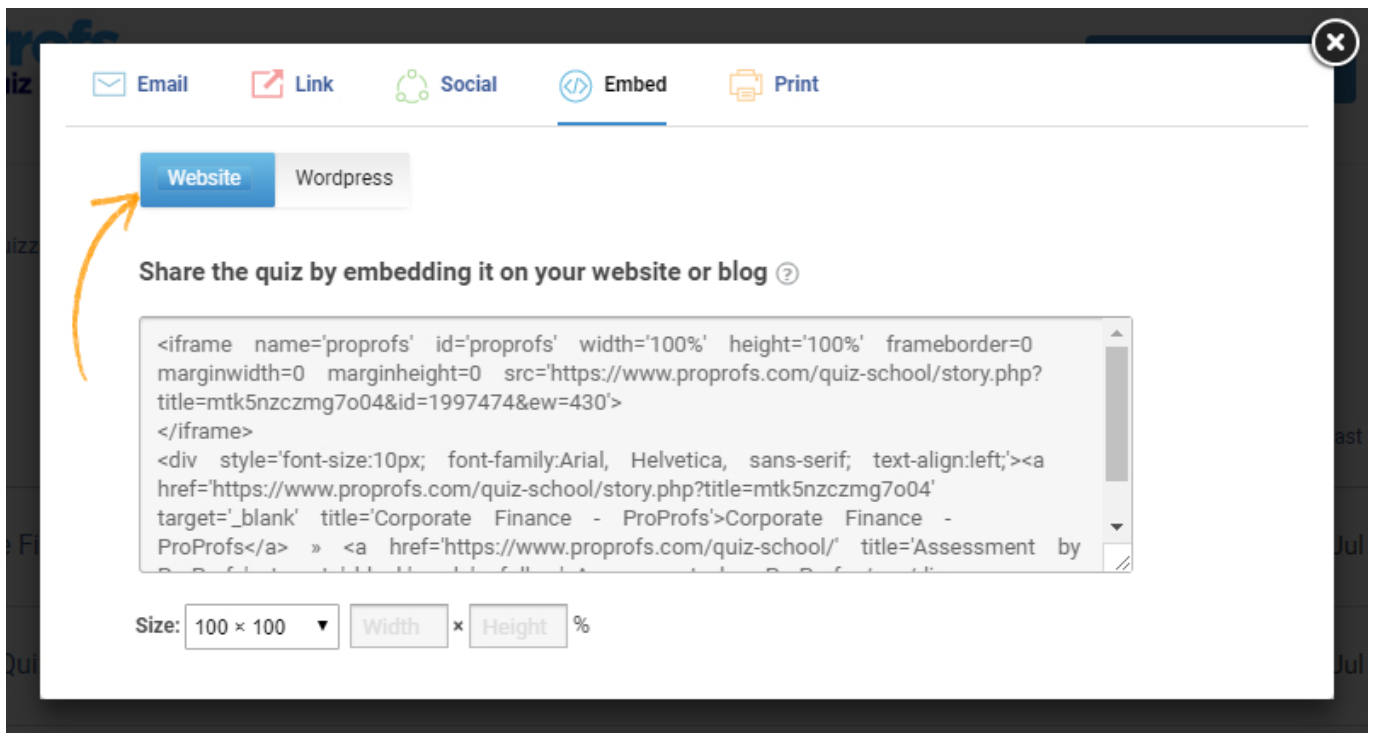 Email Link Social Embed Print
Website Wordpress
Share the quiz by embedding it on your website or blog ?
<iframe name='proprofs' id='proprofs' width='100%' height='100%' frameborder=0
marginwidth=0 marginheight=0 src='https://www.proprofs.com/quiz-school/story.php?
title=mtk5nzczmg7o04&id=1997474&ew=430'>
</iframe>
<div style='font-size:10px; font-family:Arial, Helvetica, sans-serif; text-align:left;'><a
href='https://www.proprofs.com/quiz-school/story.php?title=mtk5nzczmg7o04'
target='_blank' title='Corporate Finance - ProProfs'>Corporate Finance -
ProProfs</a> » <a href='https://www.proprofs.com/quiz-school/' title='Assessment by
Size: 100 × 100 Width × Height %
Jul
Jul